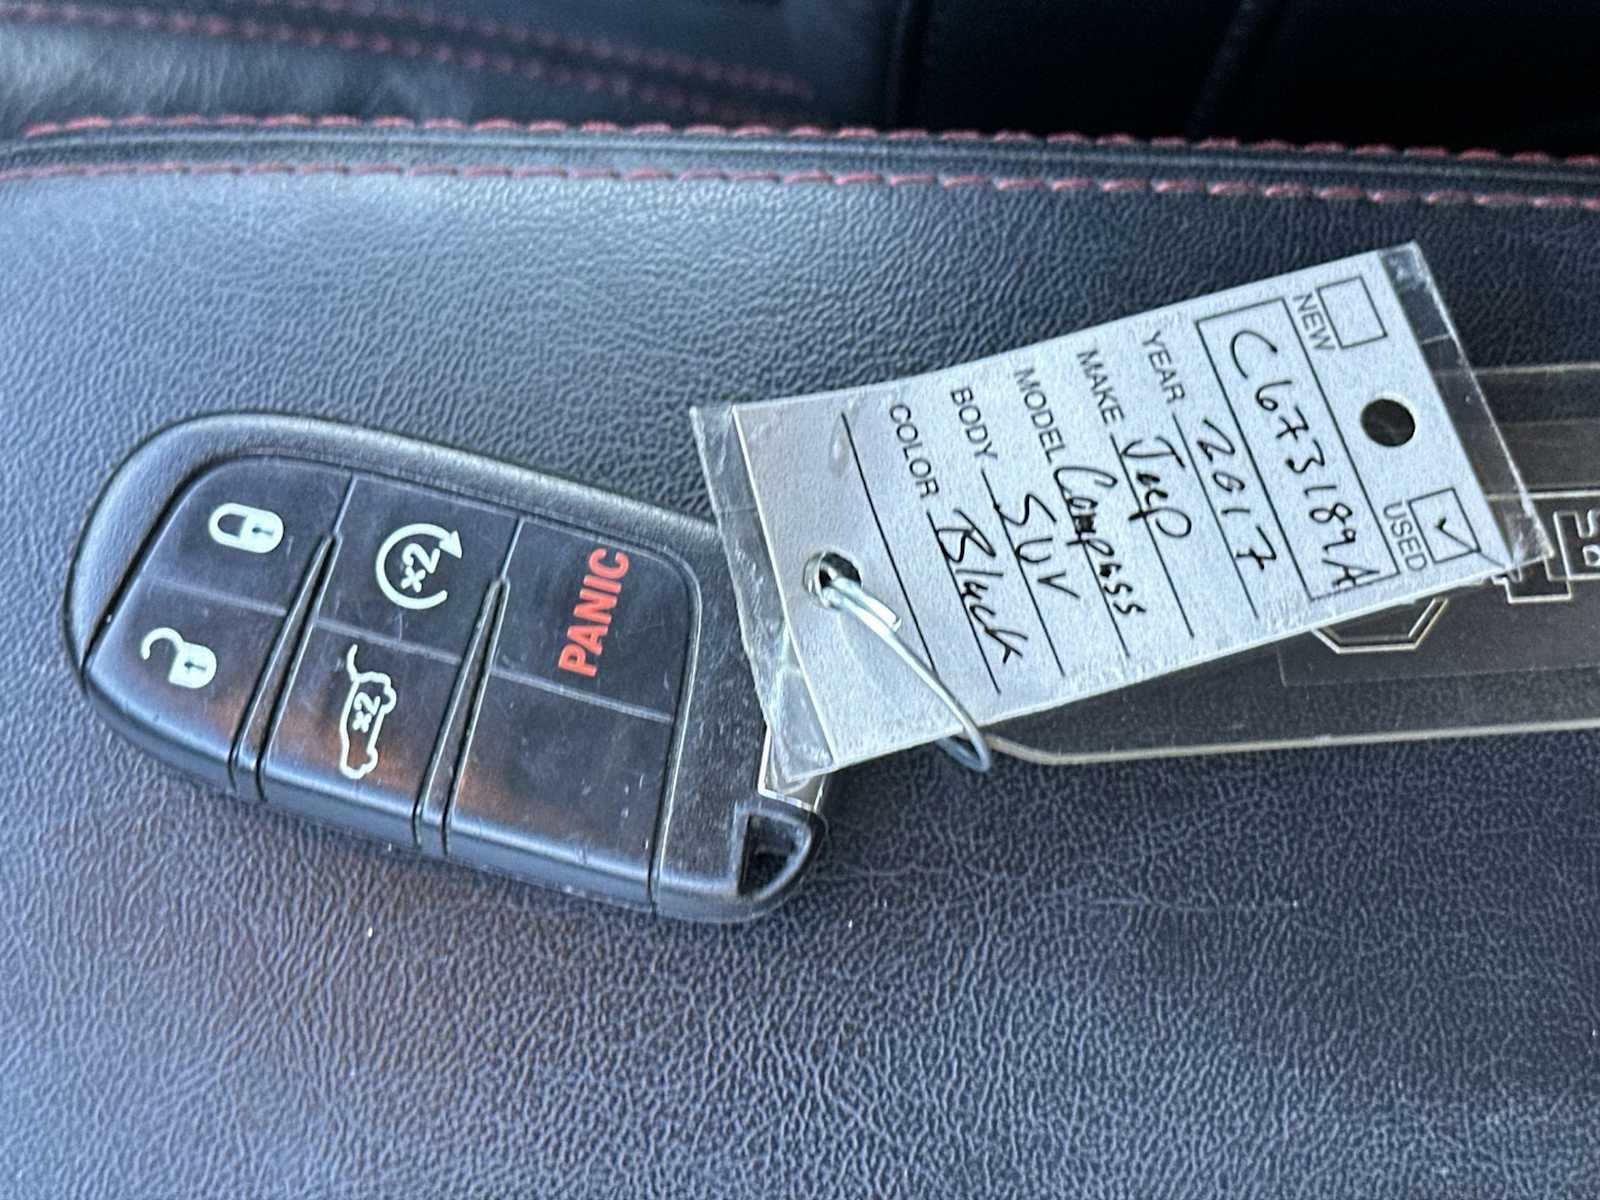 NEW
USED
C673189A
YEAR 2017
MAKE Jeep
MODEL Compass
BODY SUV
COLOR Black
x2
x2
PANIC